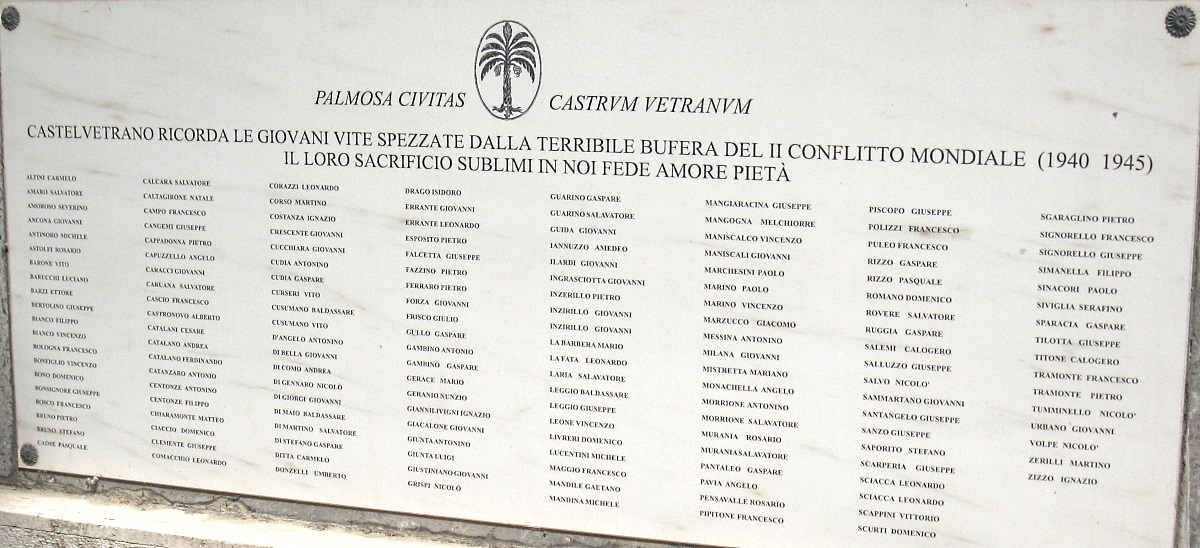 PALMOSA CIVITAS CASTRVM VETRANVM
CASTELVETRANO RICORDA LE GIOVANI VITE SPEZZATE DALLA TERRIBILE BUFERA DEL II CONFLITTO MONDIALE (1940 1945)
IL LORO SACRIFICIO SUBLIMI IN NOI FEDE AMORE PIETÀ
ALTINI CARMELO
AMARO SALVATORE
AMOROSO SEVERINO
ANCONA GIOVANNI
ANTINORO MICHELE
ASTOLFI ROSARIO
BARONE VITO
BARUCCHI LUCIANO
BARZI ETTORE
BERTOLINO GIUSEPPE
BIANCO FILIPPO
BIANCO VINCENZO
BOLOGNA FRANCESCO
BONFIGLIO VINCENZO
BONO DOMENICO
BONSIGNORE GIUSEPPE
BOSCO FRANCESCO
BRUNO PIETRO
BRUNO STEFANO
CAIME PASQUALE
CALCARA SALVATORE
CALTAGIRONE NATALE
CAMPO FRANCESCO
CANGEMI GIUSEPPE
CAPPADONNA PIETRO
CAPUZZELLO ANGELO
CARACCI GIOVANNI
CARUANA SALVATORE
CASCIO FRANCESCO
CASTRONOVO ALBERTO
CATALANI CESARE
CATALANO ANDREA
CATALANO FERDINANDO
CATANZARO ANTONIO
CENTONZE ANTONINO
CENTONZE FILIPPO
CHIARAMONTE MATTEO
CIACCIO DOMENICO
CLEMENTE GIUSEPPE
COMACCHIO LEONARDO
CORAZZI LEONARDO
CORSO MARTINO
COSTANZA IGNAZIO
CRESCENTE GIOVANNI
CUCCHIARA GIOVANNI
CUDIA ANTONINO
CUDIA GASPARE
CURSERI VITO
CUSUMANO BALDASSARE
CUSUMANO VITO
D'ANGELO ANTONINO
DI BELLA GIOVANNI
DI COMO ANDREA
DI GENNARO NICOLÒ
DI GIORGI GIOVANNI
DI MAIO BALDASSARE
DI MARTINO SALVATORE
DI STEFANO GASPARE
DITTA CARMELO
DONZELLI UMBERTO
DRAGO ISIDORO
ERRANTE GIOVANNI
ERRANTE LEONARDO
ESPOSITO PIETRO
FALCETTA GIUSEPPE
FAZZINO PIETRO
FERRARO PIETRO
FORZA GIOVANNI
FRISCO GIULIO
GULLO GASPARE
GAMBINO ANTONIO
GAMBINO GASPARE
GERACE MARIO
GERANIO NUNZIO
GIANNILIVIGNI IGNAZIO
GIACALONE GIOVANNI
GIUNTA ANTONINO
GIUNTA LUIGI
GIUSTINIANO GIOVANNI
GRISPI NICOLÒ
GUARINO GASPARE
GUARINO SALAVATORE
GUIDA GIOVANNI
IANNUZZO AMEDEO
ILARDI GIOVANNI
INGRASCIOTTA GIOVANNI
INZERILLO PIETRO
INZIRILLO GIOVANNI
INZIRILLO GIOVANNI
LA BARBERA MARIO
LA FATA LEONARDO
LARIA SALAVATORE
LEGGIO BALDASSARE
LEGGIO GIUSEPPE
LEONE VINCENZO
LIVRERI DOMENICO
LUCENTINI MICHELE
MAGGIO FRANCESCO
MANDILE GAETANO
MANDINA MICHELE
MANGIARACINA GIUSEPPE
MANGOGNA MELCHIORRE
MANISCALCO VINCENZO
MANISCALI GIOVANNI
MARCHESINI PAOLO
MARINO PAOLO
MARINO VINCENZO
MARZUCCO GIACOMO
MESSINA ANTONINO
MILANA GIOVANNI
MISTRETTA MARIANO
MONACHELLA ANGELO
MORRIONE ANTONINO
MORRIONE SALAVATORE
MURANIA ROSARIO
MURANIA SALAVATORE
PANTALEO GASPARE
PAVIA ANGELO
PENSAVALLE ROSARIO
PIPITONE FRANCESCO
PISCOPO GIUSEPPE
POLIZZI FRANCESCO
PULEO FRANCESCO
RIZZO GASPARE
RIZZO PASQUALE
ROMANO DOMENICO
ROVERE SALVATORE
RUGGIA GASPARE
SALEMI CALOGERO
SALLUZZO GIUSEPPE
SALVO NICOLO'
SAMMARTANO GIOVANNI
SANTANGELO GIUSEPPE
SANZO GIUSEPPE
SAPORITO STEFANO
SCARPERIA GIUSEPPE
SCIACCA LEONARDO
SCIACCA LEONARDO
SCAPPINI VITTORIO
SCURTI DOMENICO
SGARAGLINO PIETRO
SIGNORELLO FRANCESCO
SIGNORELLO GIUSEPPE
SIMANELLA FILIPPO
SINACORI PAOLO
SIVIGLIA SERAFINO
SPARACIA GASPARE
TILOTTA GIUSEPPE
TITONE CALOGERO
TRAMONTE FRANCESCO
TRAMONTE PIETRO
TUMMINELLO NICOLO'
URBANO GIOVANNI
VOLPE NICOLO'
ZERILLI MARTINO
ZIZZO IGNAZIO